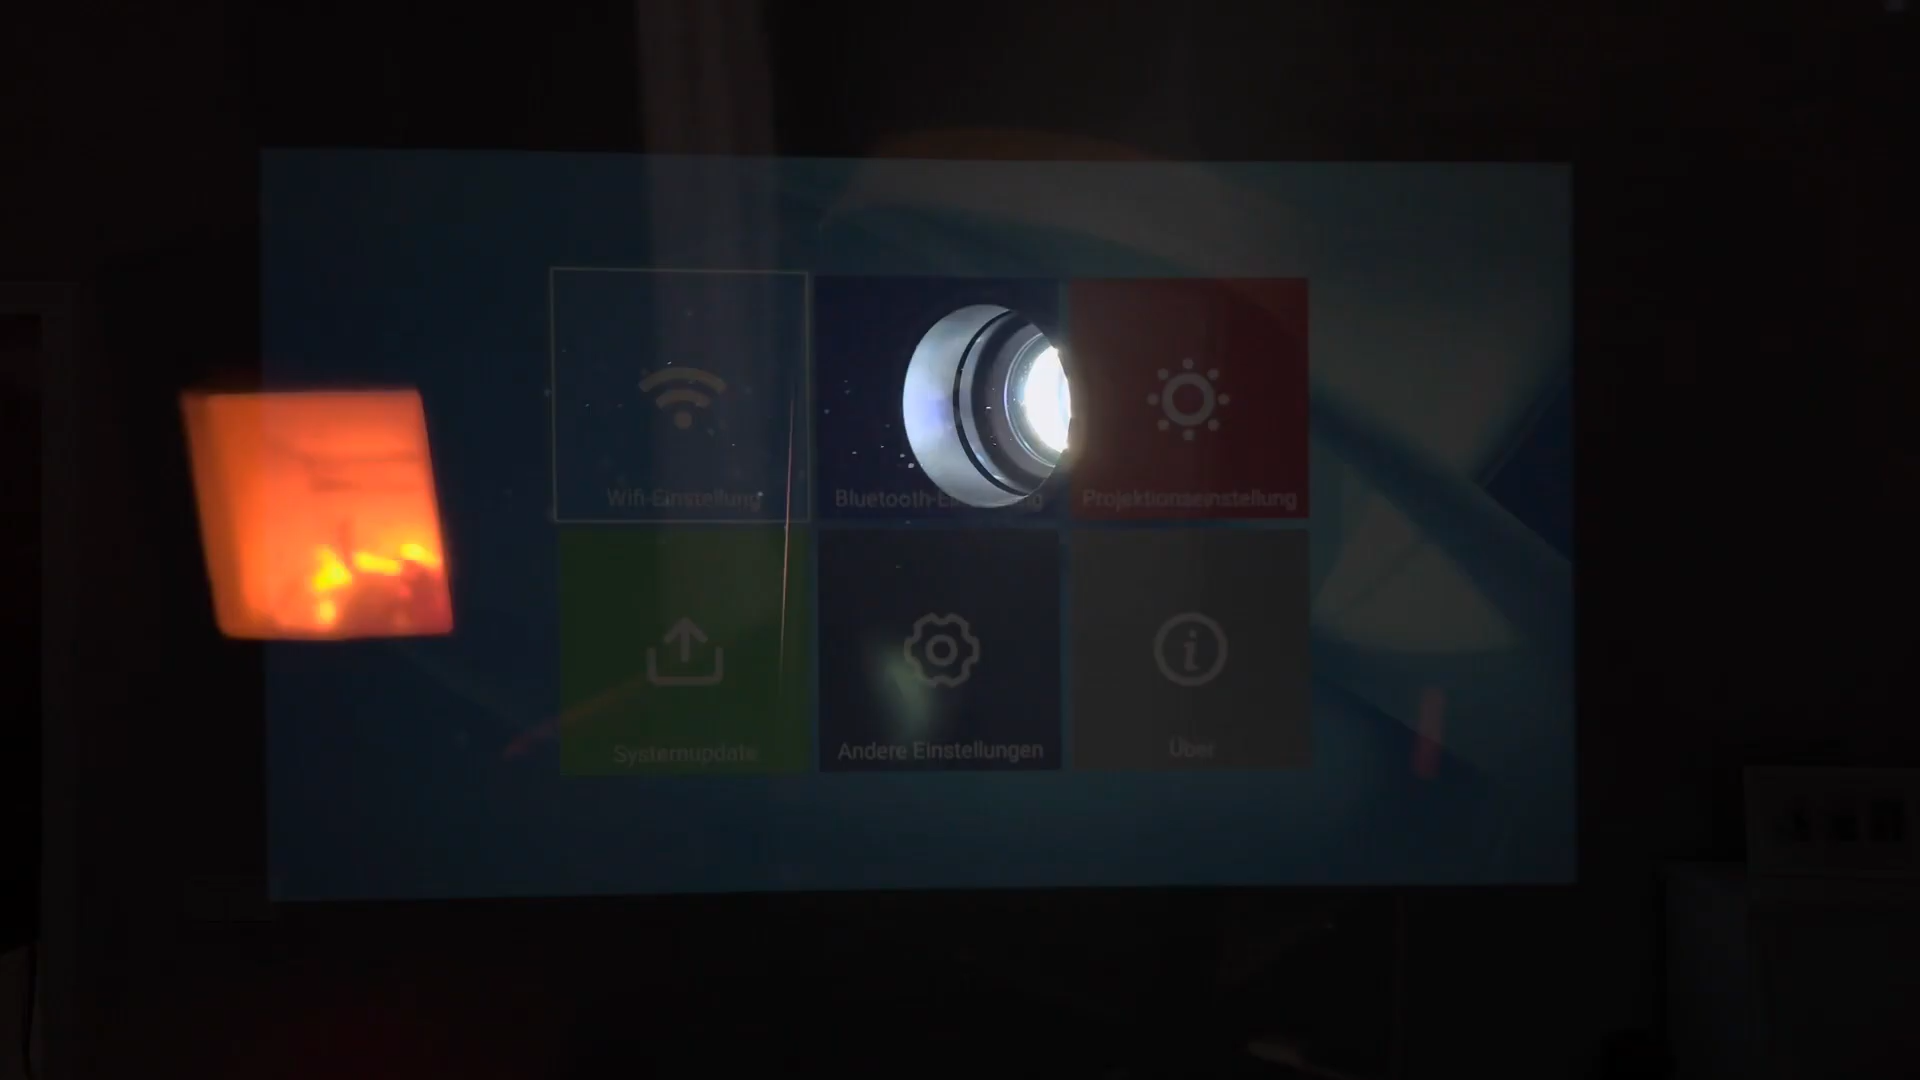 Wifi-Einstellung
Projektionseinstellung
Systemupdate
Andere Einstellungen
Über